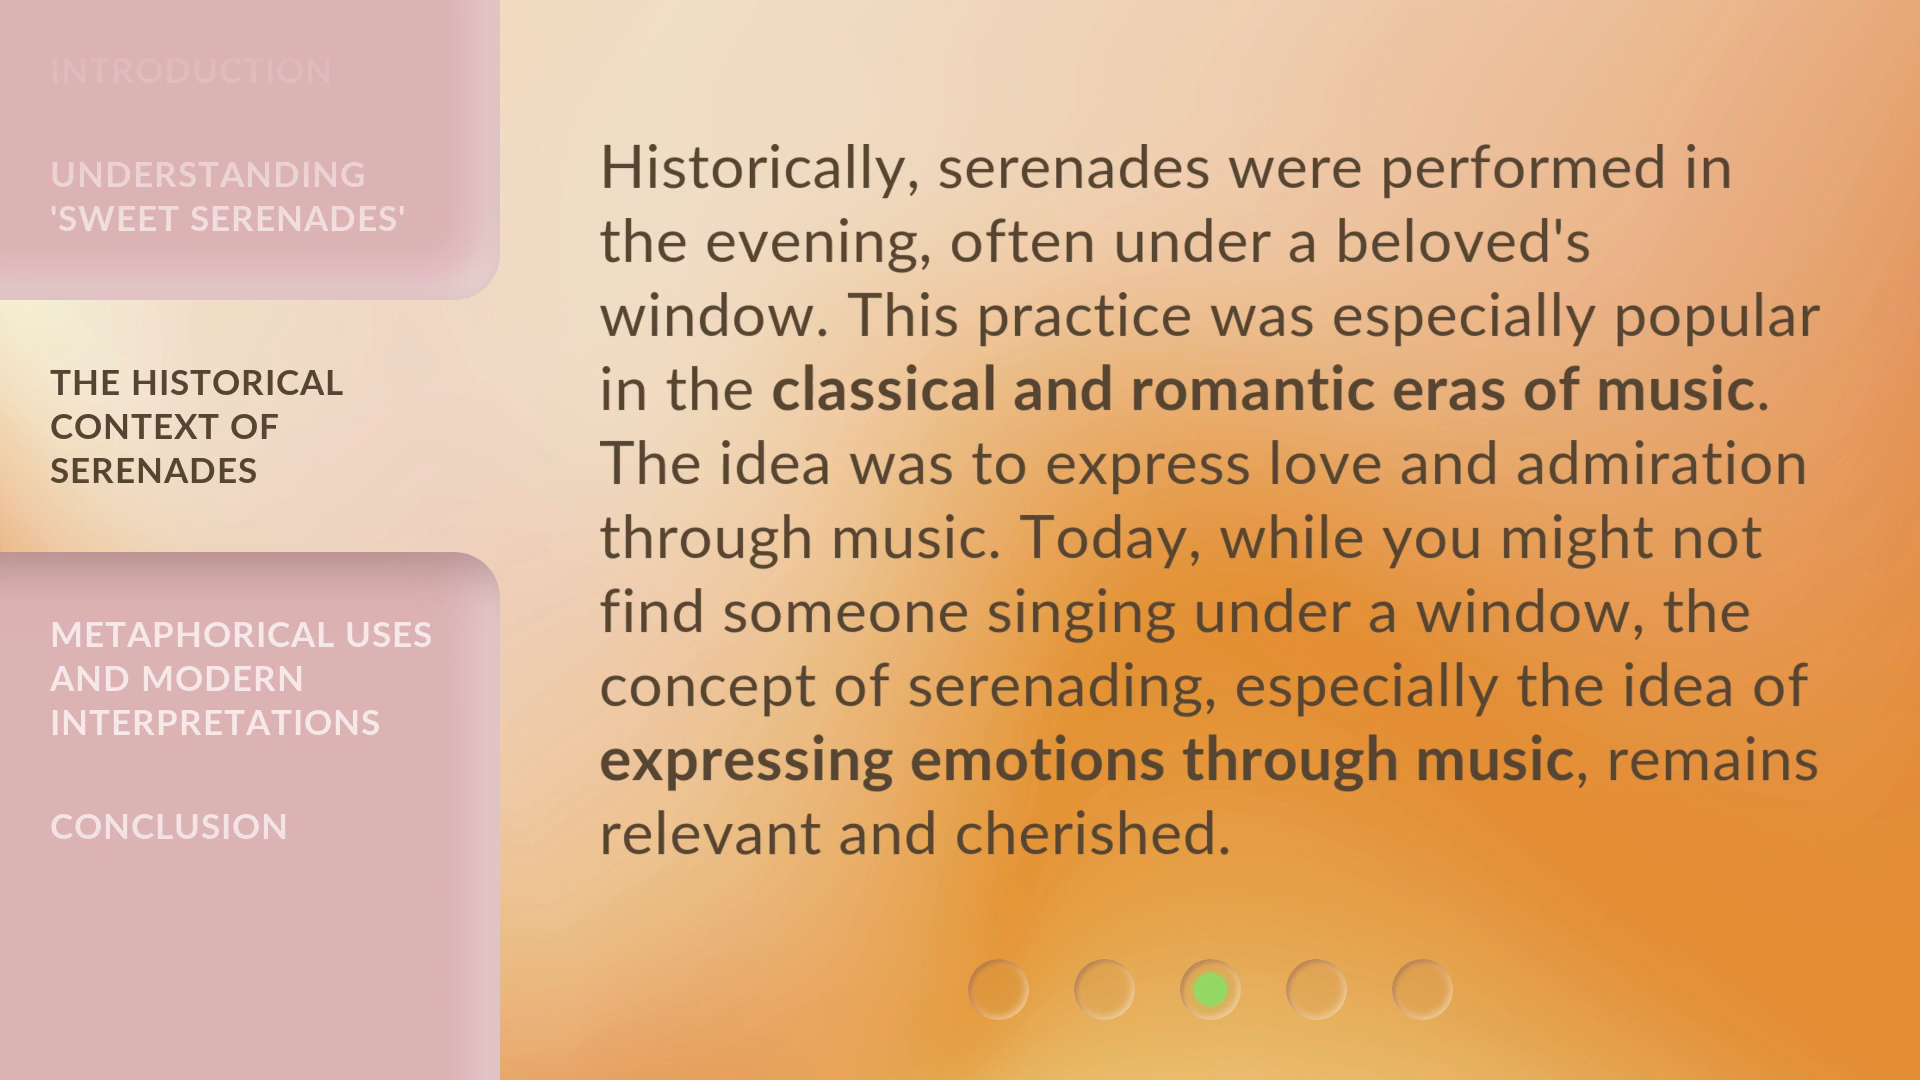 INTRODUCTION
UNDERSTANDING
'SWEET SERENADES'
THE HISTORICAL
CONTEXT OF
SERENADES
METAPHORICAL USES
AND MODERN
INTERPRETATIONS
CONCLUSION
Historically, serenades were performed in
the evening, often under a beloved's
window. This practice was especially popular
in the classical and romantic eras of music.
The idea was to express love and admiration
through music. Today, while you might not
find someone singing under a window, the
concept of serenading, especially the idea of
expressing emotions through music, remains
relevant and cherished.